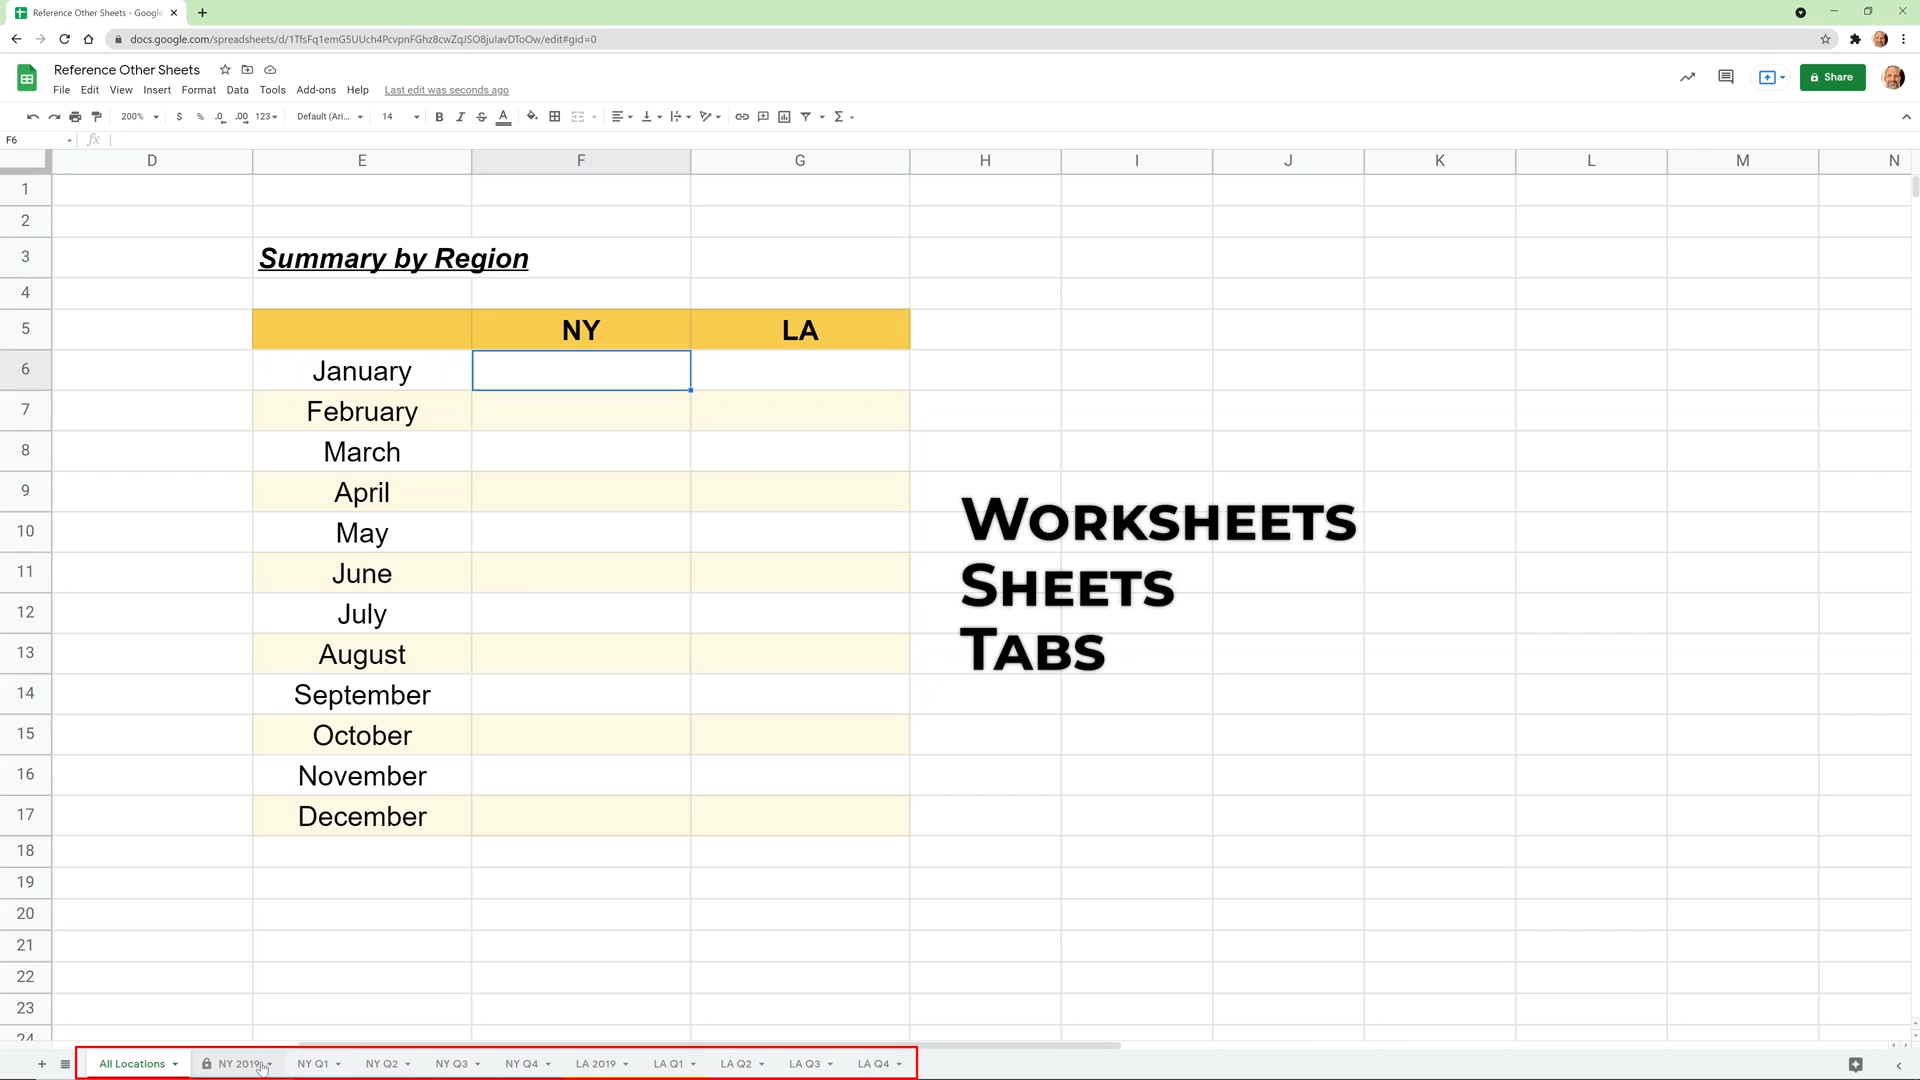 Reference Other Sheets - Google
docs.google.com/spreadsheets/d/1TfsFq1emG5UUch4PcvpnFGhz8cwZqJSO8juIavDToOw/edit#gid=0
Reference Other Sheets
File Edit View Insert Format Data Tools Add-ons Help Last edit was seconds ago
Share
200% $ % .0 .00 123 Default (Ari... 14 B I S A Σ
F6 fx
D E F G H I J K L M N
1
2
3 Summary by Region
4
5 NY LA
6 January
7 February
8 March
9 April
10 May
11 June
12 July
13 August
14 September
15 October
16 November
17 December
18
19
20
21
22
23
24
WORKSHEETS
SHEETS
TABS
+ All Locations NY 2019 NY Q1 NY Q2 NY Q3 NY Q4 LA 2019 LA Q1 LA Q2 LA Q3 LA Q4